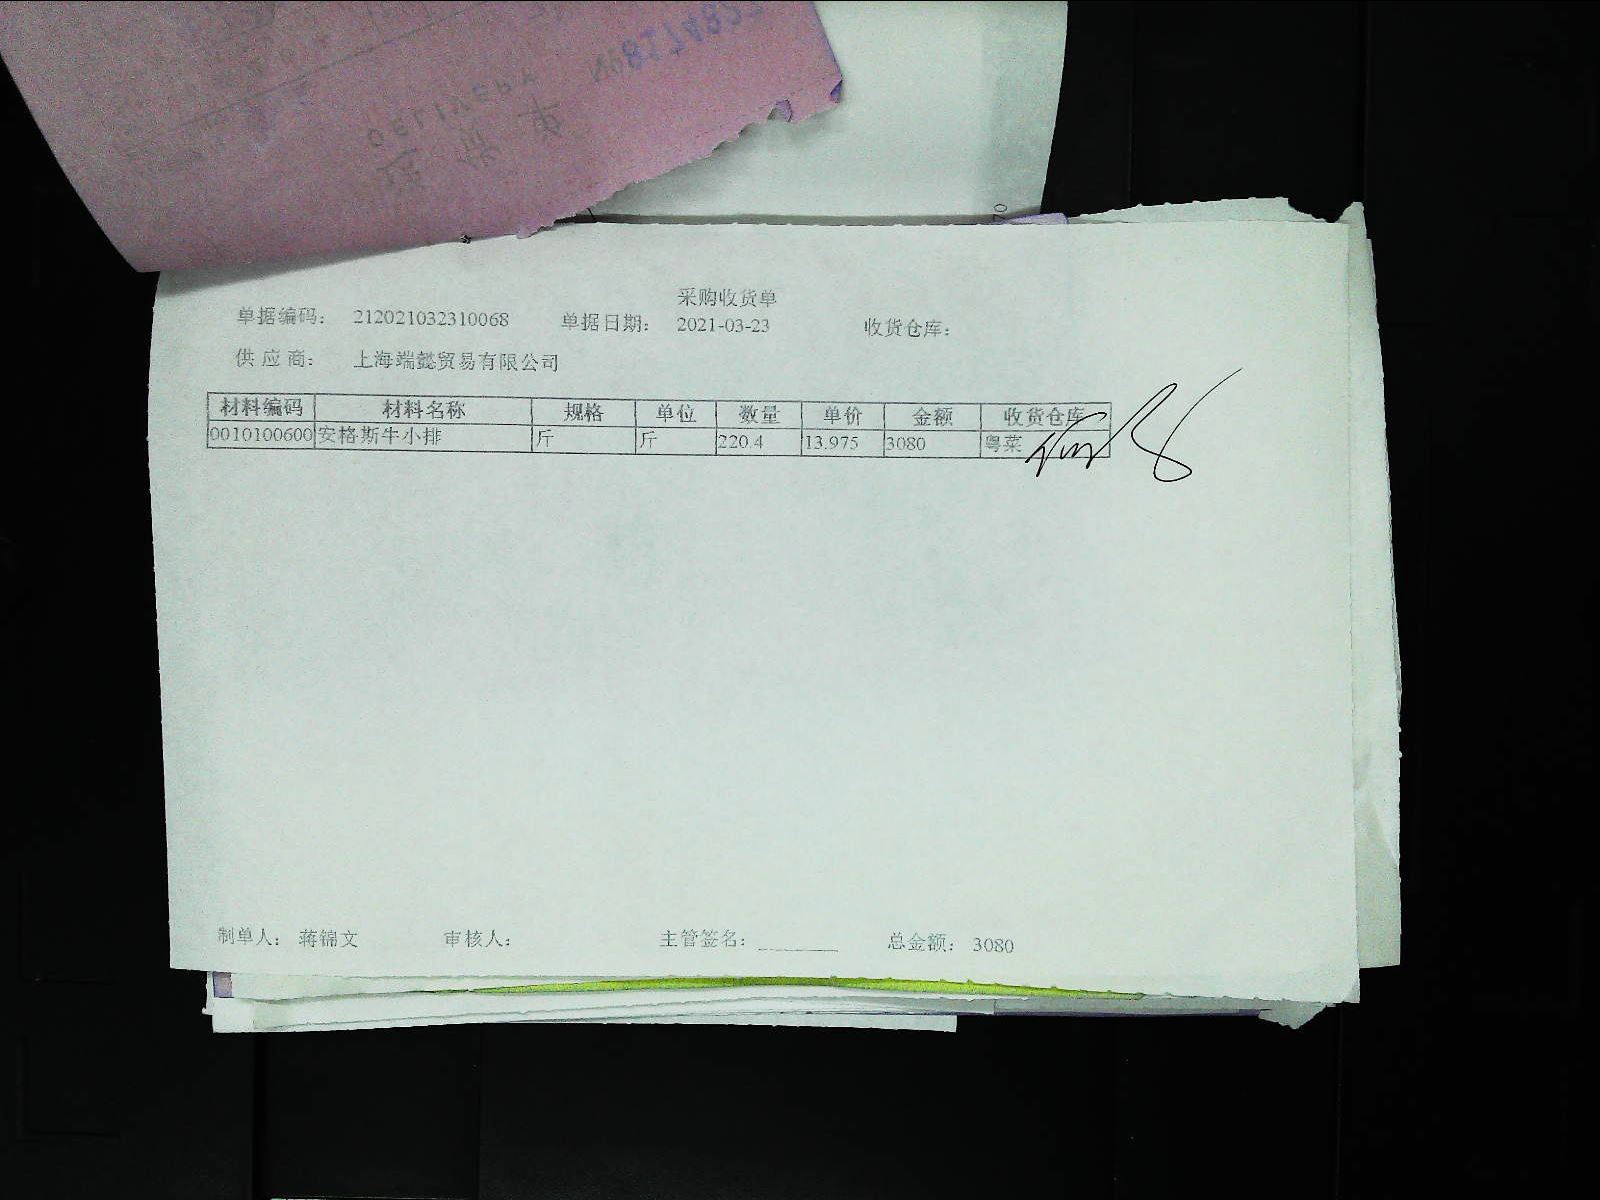 DELIVERY
No8174822
采购收货单
单据编码： 212021032310068 单据日期： 2021-03-23 收货仓库：
供 应 商： 上海端懿贸易有限公司
材料编码 材料名称 规格 单位 数量 单价 金额 收货仓库
0010100600 安格斯牛小排 斤 斤 220.4 13.975 3080 粤菜
制单人： 蒋锦文 审核人： 主管签名： 总金额： 3080